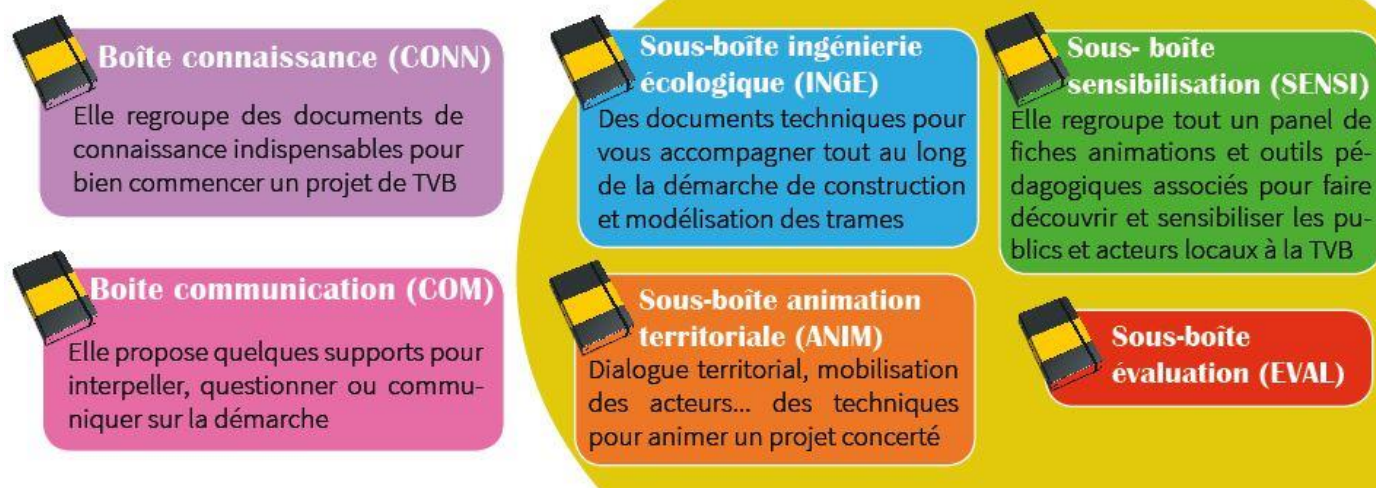 Boîte connaissance (CONN)
Elle regroupe des documents de
connaissance indispensables pour
bien commencer un projet de TVB
Boite communication (COM)
Elle propose quelques supports pour
interpeller, questionner ou commu-
niquer sur la démarche
Sous-boîte ingénierie
écologique (INGE)
Des documents techniques pour
vous accompagner tout au long
de la démarche de construction
et modélisation des trames
Sous-boîte animation
territoriale (ANIM)
Dialogue territorial, mobilisation
des acteurs... des techniques
pour animer un projet concerté
Sous- boîte
sensibilisation (SENSI)
Elle regroupe tout un panel de
fiches animations et outils pé-
dagogiques associés pour faire
découvrir et sensibiliser les pu-
blics et acteurs locaux à la TVB
Sous-boîte
évaluation (EVAL)